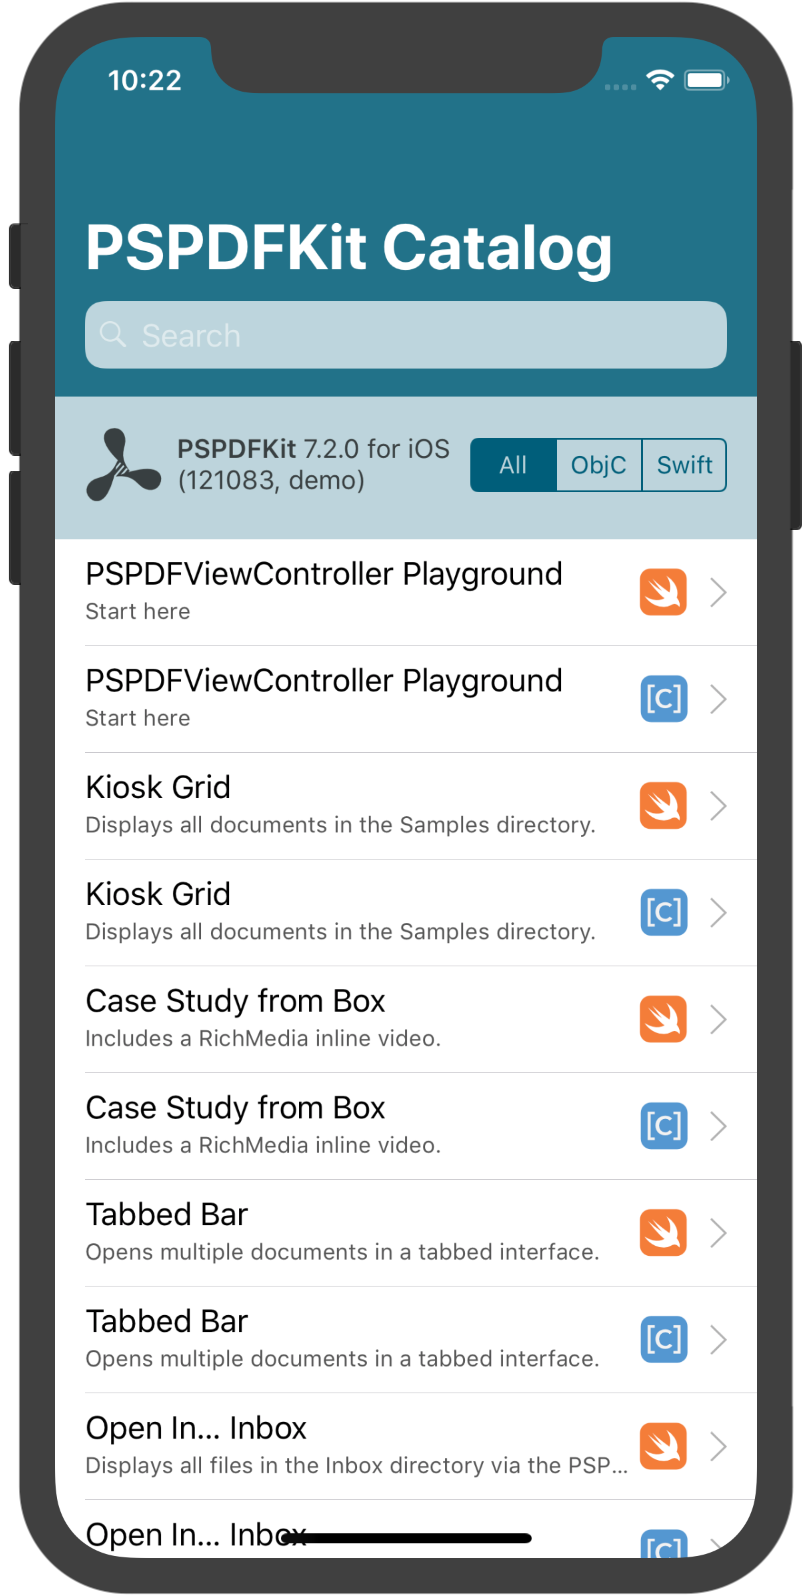 10:22
PSPDFKit Catalog
Search
PSPDFKit 7.2.0 for iOS
(121083, demo)
All ObjC Swift
PSPDFViewController Playground
Start here
PSPDFViewController Playground
[C]
Start here
Kiosk Grid
Displays all documents in the Samples directory.
Kiosk Grid
[C]
Displays all documents in the Samples directory.
Case Study from Box
Includes a RichMedia inline video.
Case Study from Box
[C]
Includes a RichMedia inline video.
Tabbed Bar
Opens multiple documents in a tabbed interface.
Tabbed Bar
[C]
Opens multiple documents in a tabbed interface.
Open In... Inbox
Displays all files in the Inbox directory via the PSP...
Open In... Inbox
[C]